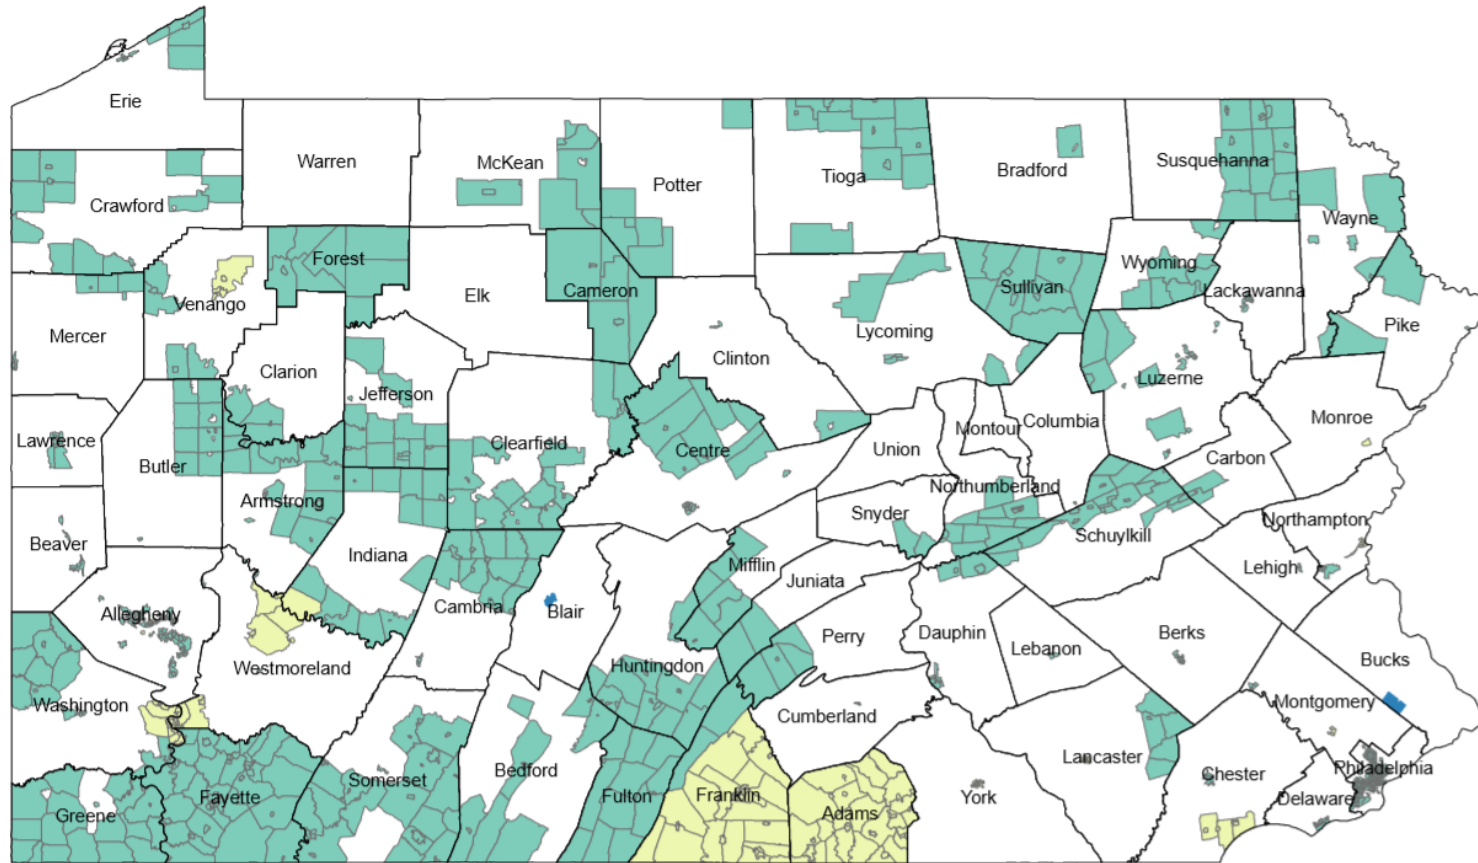 Erie
Warren
McKean
Potter
Tioga
Bradford
Susquehanna
Wayne
Crawford
Forest
Venango
Elk
Cameron
Sullivan
Wyoming
Lackawanna
Mercer
Lycoming
Pike
Clinton
Clarion
Luzerne
Jefferson
Monroe
Lawrence
Columbia
Montour
Clearfield
Centre
Union
Butler
Carbon
Armstrong
Northumberland
Snyder
Northampton
Beaver
Schuylkill
Indiana
Mifflin
Lehigh
Juniata
Allegheny
Cambria
Blair
Perry
Dauphin
Berks
Lebanon
Bucks
Huntingdon
Westmoreland
Washington
Montgomery
Cumberland
Lancaster
Bedford
Chester
Philadelphia
Somerset
Fulton
Franklin
York
Delaware
Fayette
Adams
Greene